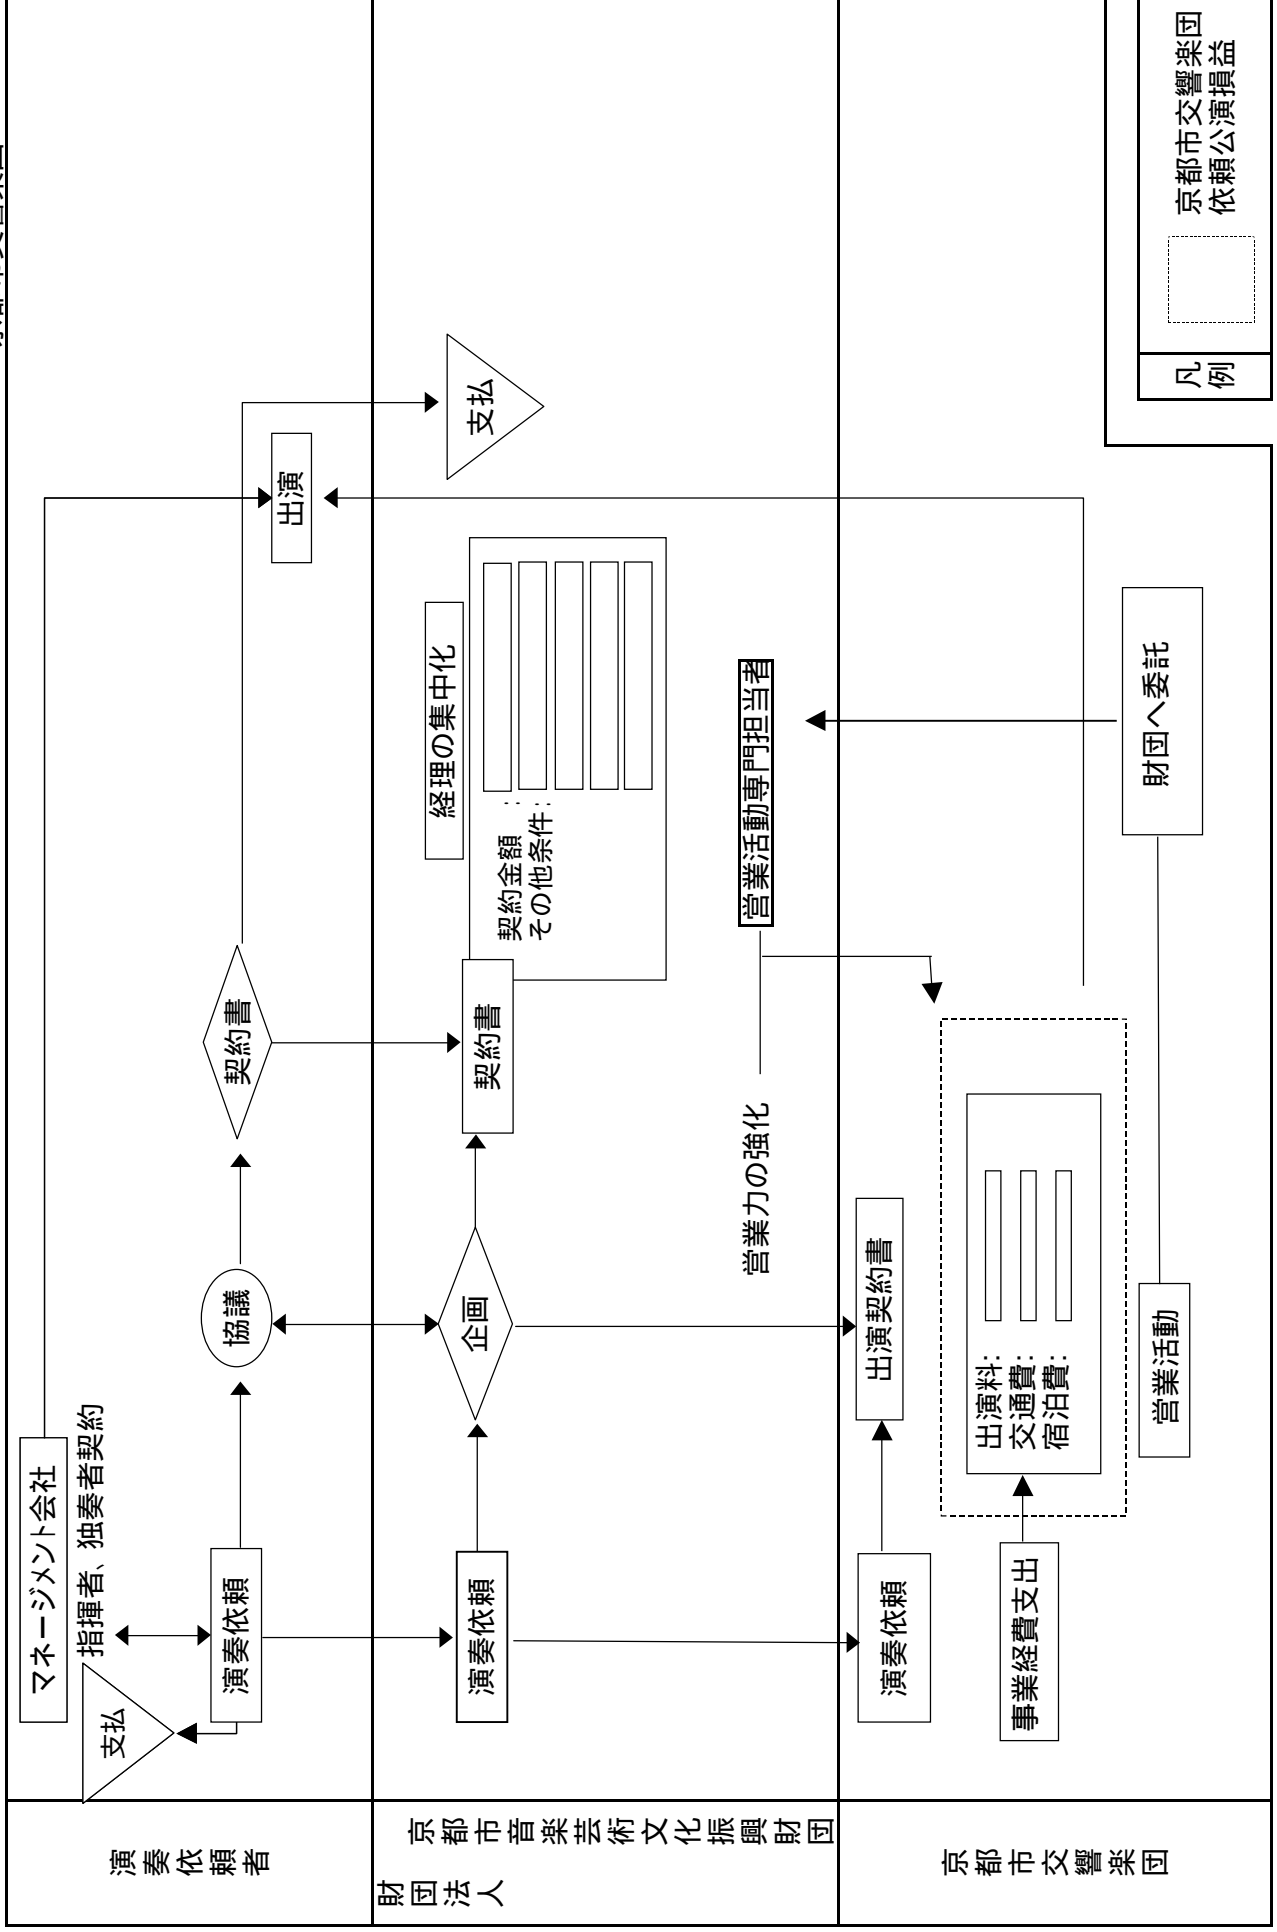 演奏依頼者
マネージメント会社
指揮者、独奏者契約
支払
演奏依頼
協議
契約書
出演
財団法人
京都市音楽芸術文化振興財団
演奏依頼
企画
契約書
経理の集中化
契約金額:
その他条件:
支払
営業力の強化
営業活動専門担当者
京都市交響楽団
演奏依頼
出演契約書
事業経費支出
出演料:
交通費:
宿泊費:
営業活動
財団へ委託
凡例
京都市交響楽団
依頼公演損益